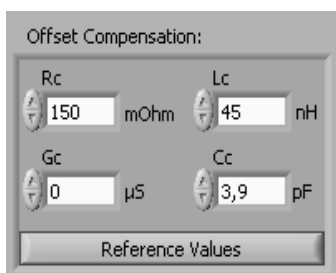 Offset Compensation:
Rc Lc
150 mOhm 45 nH
Gc Cc
0 µS 3,9 pF
Reference Values